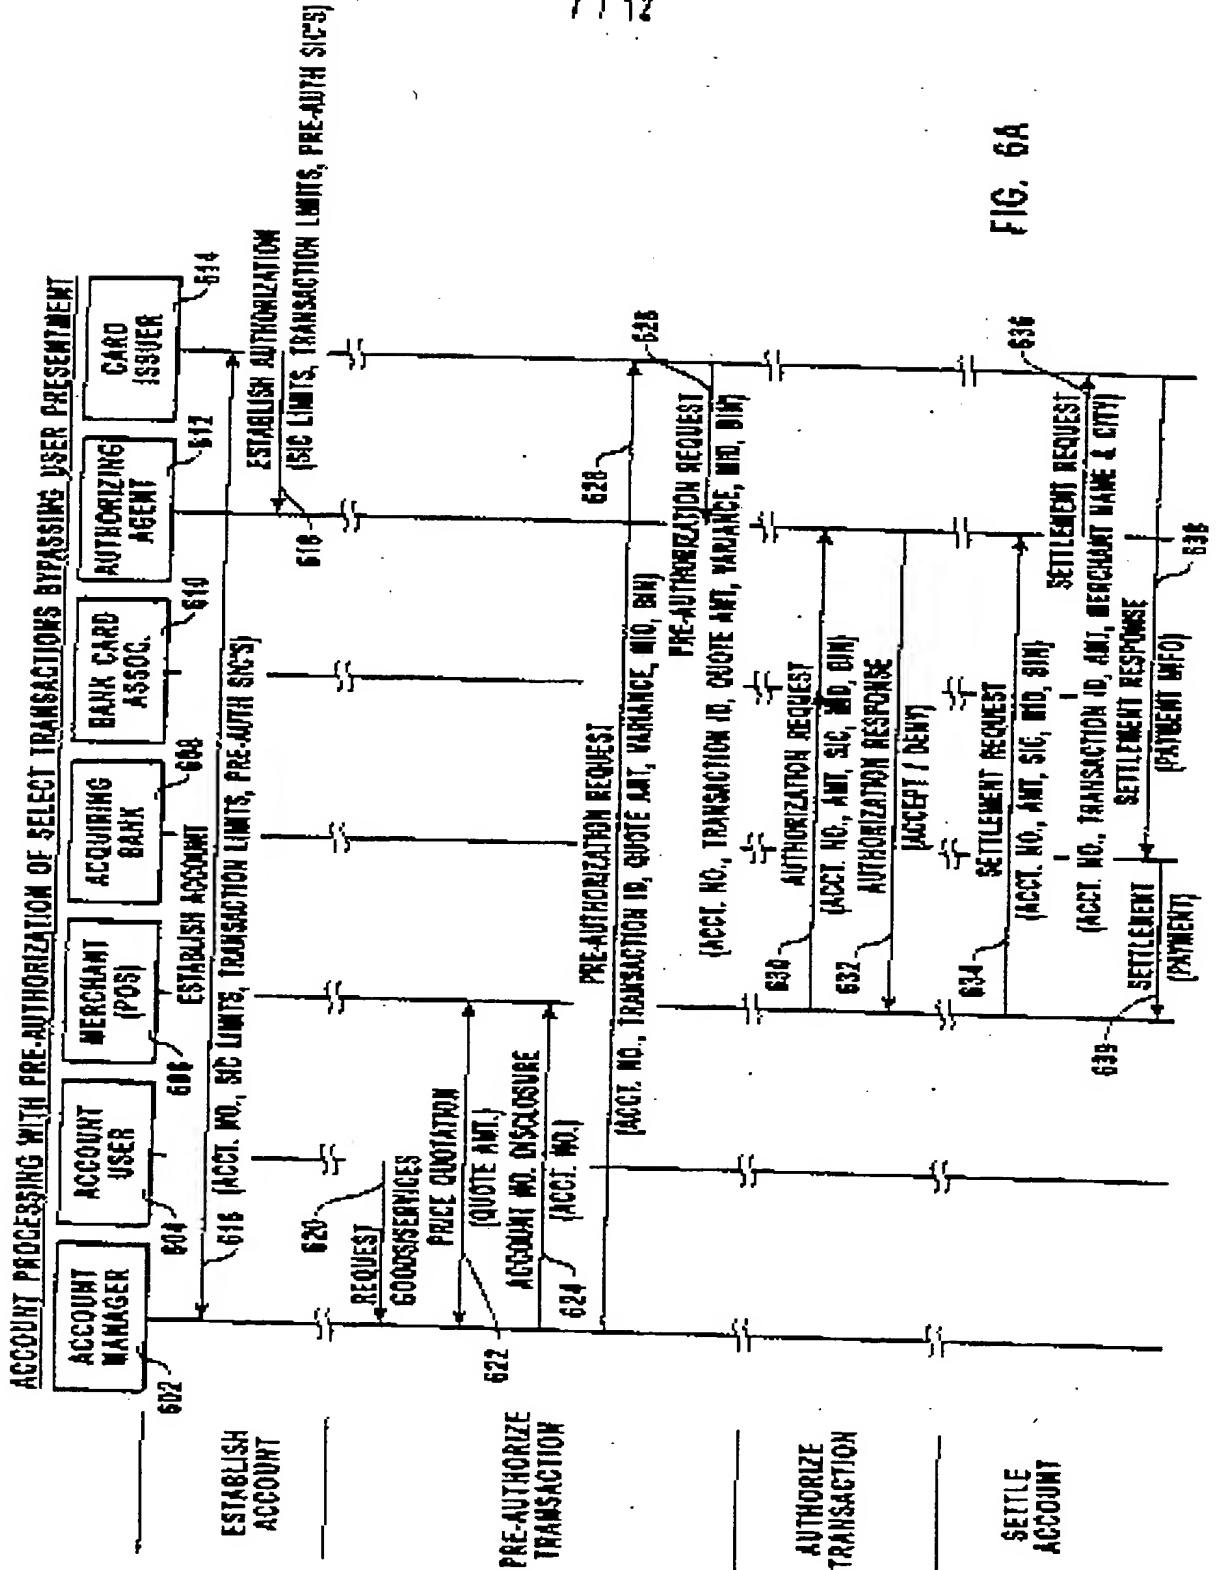 7 / 12
ACCOUNT PROCESSING WITH PRE-AUTHORIZATION OF SELECT TRANSACTIONS BYPASSING USER PRESENTMENT
ACCOUNT
MANAGER
602
ACCOUNT
USER
604
MERCHANT
(POS)
606
ACQUIRING
BANK
608
BANK CARD
ASSOC.
610
AUTHORIZING
AGENT
612
CARD
ISSUER
614
ESTABLISH
ACCOUNT
ESTABLISH ACCOUNT
616 (ACCT. NO., SIC LIMITS, TRANSACTION LIMITS, PRE-AUTH SIC'S)
ESTABLISH AUTHORIZATION
(SIC LIMITS, TRANSACTION LIMITS, PRE-AUTH SIC'S)
618
PRE-AUTHORIZE
TRANSACTION
620
REQUEST
GOODS/SERVICES
PRICE QUOTATION
(QUOTE AMT.)
622
ACCOUNT NO. DISCLOSURE
(ACCT. NO.)
624
PRE-AUTHORIZATION REQUEST
(ACCT. NO., TRANSACTION ID, QUOTE AMT, VARIANCE, MID, BIN)
628
PRE-AUTHORIZATION REQUEST
(ACCT. NO., TRANSACTION ID, QUOTE AMT, VARIANCE, MID, BIN)
AUTHORIZE
TRANSACTION
AUTHORIZATION REQUEST
630
(ACCT. NO., AMT, SIC, MID, BIN)
AUTHORIZATION RESPONSE
632
(ACCEPT / DENY)
SETTLE
ACCOUNT
SETTLEMENT REQUEST
634
(ACCT. NO., AMT, SIC, MID, BIN)
SETTLEMENT REQUEST
636
(ACCT. NO., TRANSACTION ID, AMT, MERCHANT NAME & CITY)
SETTLEMENT RESPONSE
(PAYMENT INFO)
638
SETTLEMENT
(PAYMENT)
639
FIG. 6A